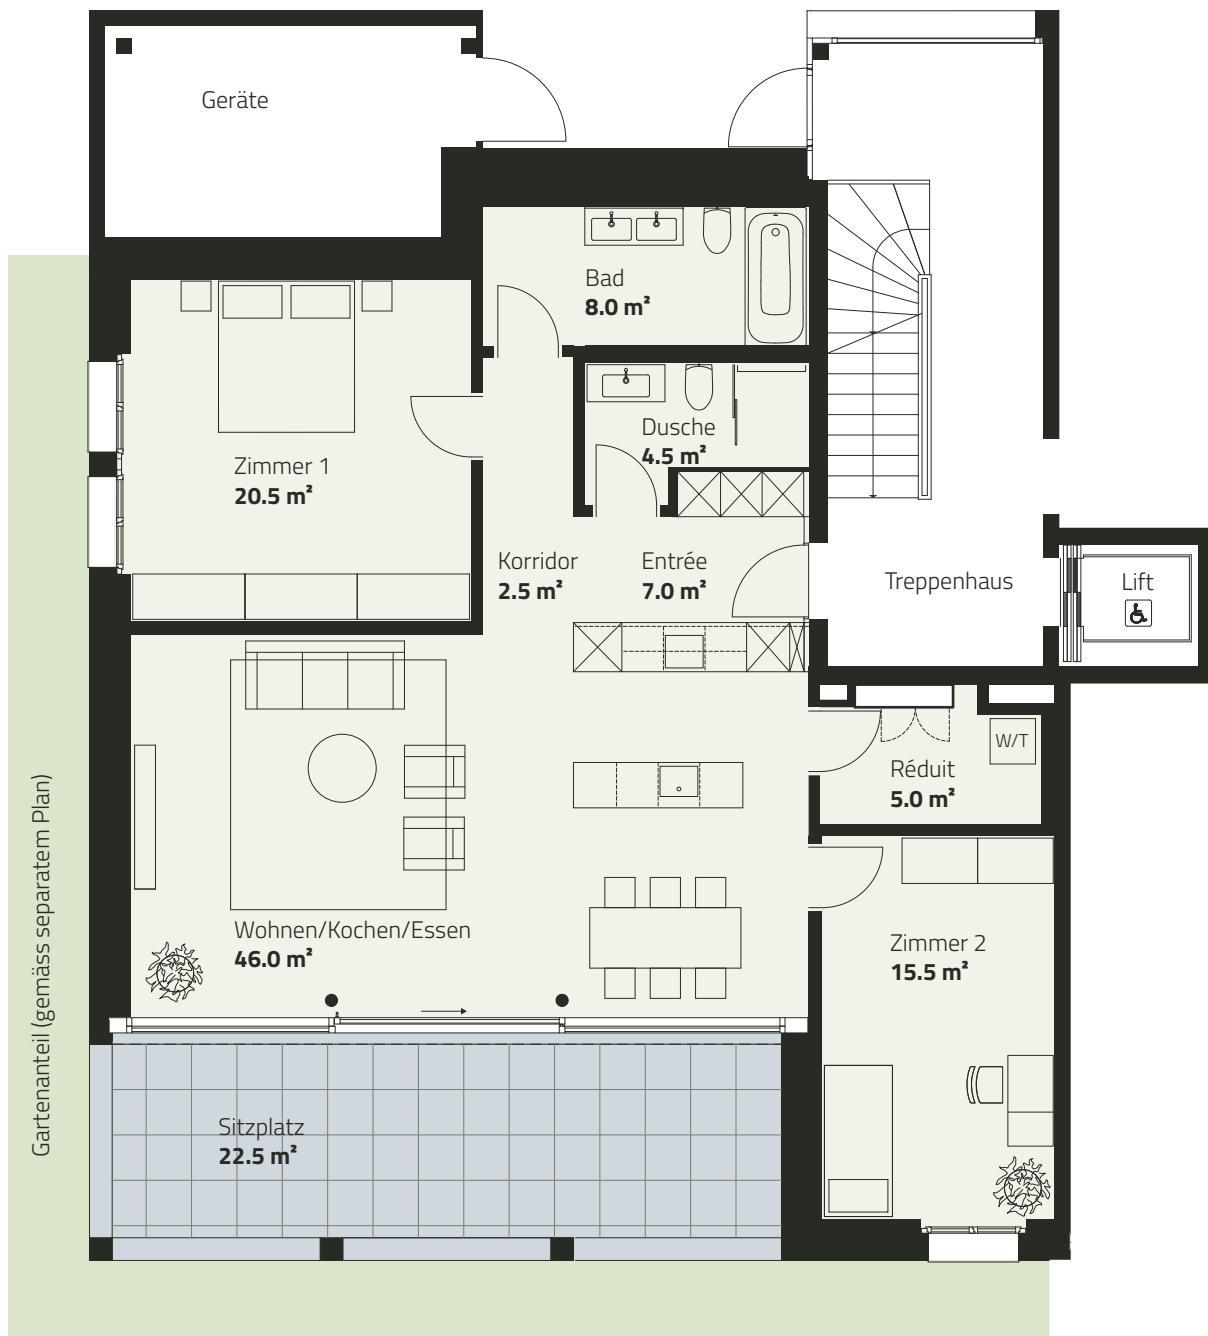 Geräte
Bad
8.0 m²
Dusche
4.5 m²
Zimmer 1
20.5 m²
Korridor
2.5 m²
Entrée
7.0 m²
Treppenhaus
Lift
W/T
Réduit
5.0 m²
Wohnen/Kochen/Essen
46.0 m²
Zimmer 2
15.5 m²
Gartenanteil (gemäss separatem Plan)
Sitzplatz
22.5 m²